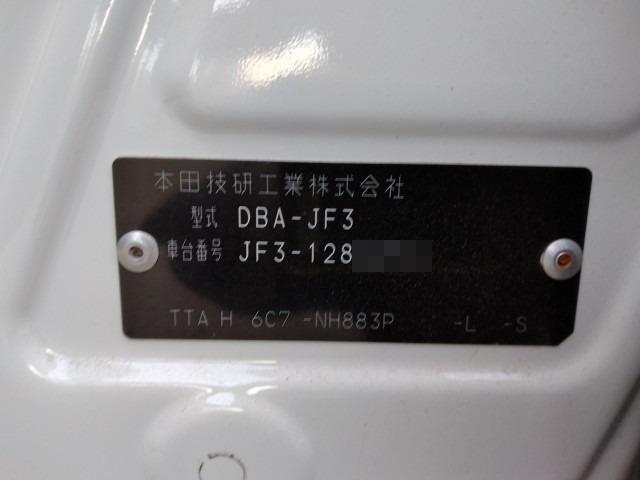 本田技研工業株式会社
型式 DBA-JF3
車台番号 JF3-128
TTA H 6C7 -NH883P -L -S